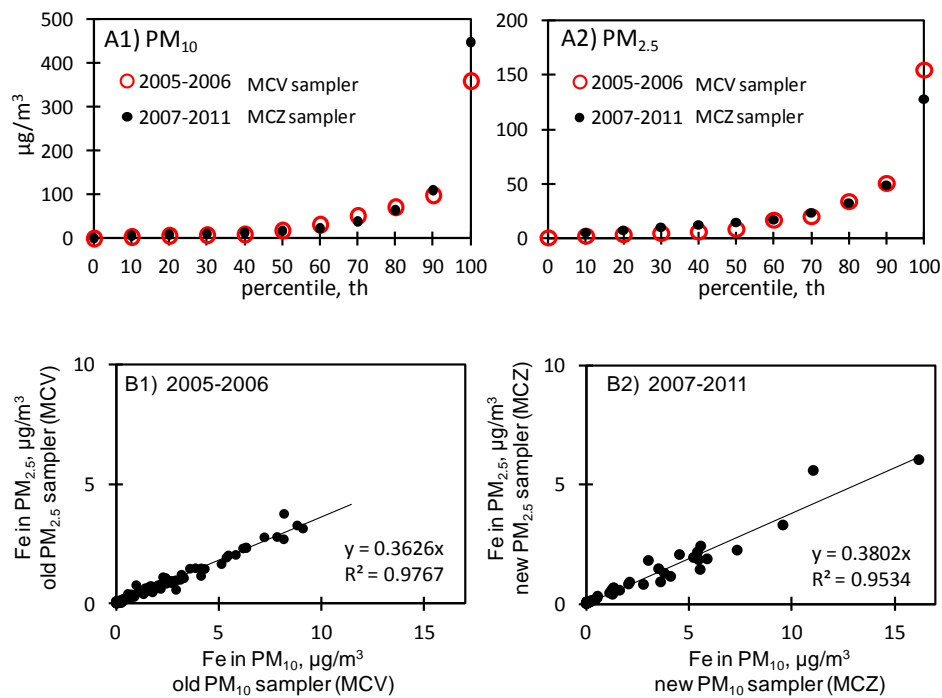 A1) PM10
2005-2006 MCV sampler
2007-2011 MCZ sampler
µg/m³
500
400
300
200
100
0
0 10 20 30 40 50 60 70 80 90 100
percentile, th
A2) PM2.5
2005-2006 MCV sampler
2007-2011 MCZ sampler
200
150
100
50
0
0 10 20 30 40 50 60 70 80 90 100
percentile, th
B1) 2005-2006
Fe in PM2.5, µg/m³
old PM2.5 sampler (MCV)
10
5
0
y = 0.3626x
R² = 0.9767
0 5 10 15
Fe in PM10, µg/m³
old PM10 sampler (MCV)
B2) 2007-2011
Fe in PM2.5, µg/m³
new PM2.5 sampler (MCZ)
10
5
0
y = 0.3802x
R² = 0.9534
0 5 10 15
Fe in PM10, µg/m³
new PM10 sampler (MCZ)